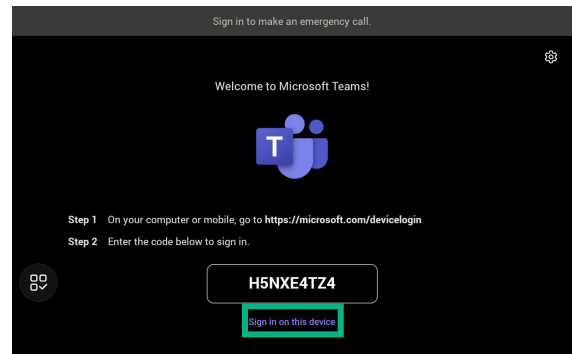 Sign in to make an emergency call.
Welcome to Microsoft Teams!
T
Step 1 On your computer or mobile, go to https://microsoft.com/devicelogin
Step 2 Enter the code below to sign in.
H5NXE4TZ4
Sign in on this device